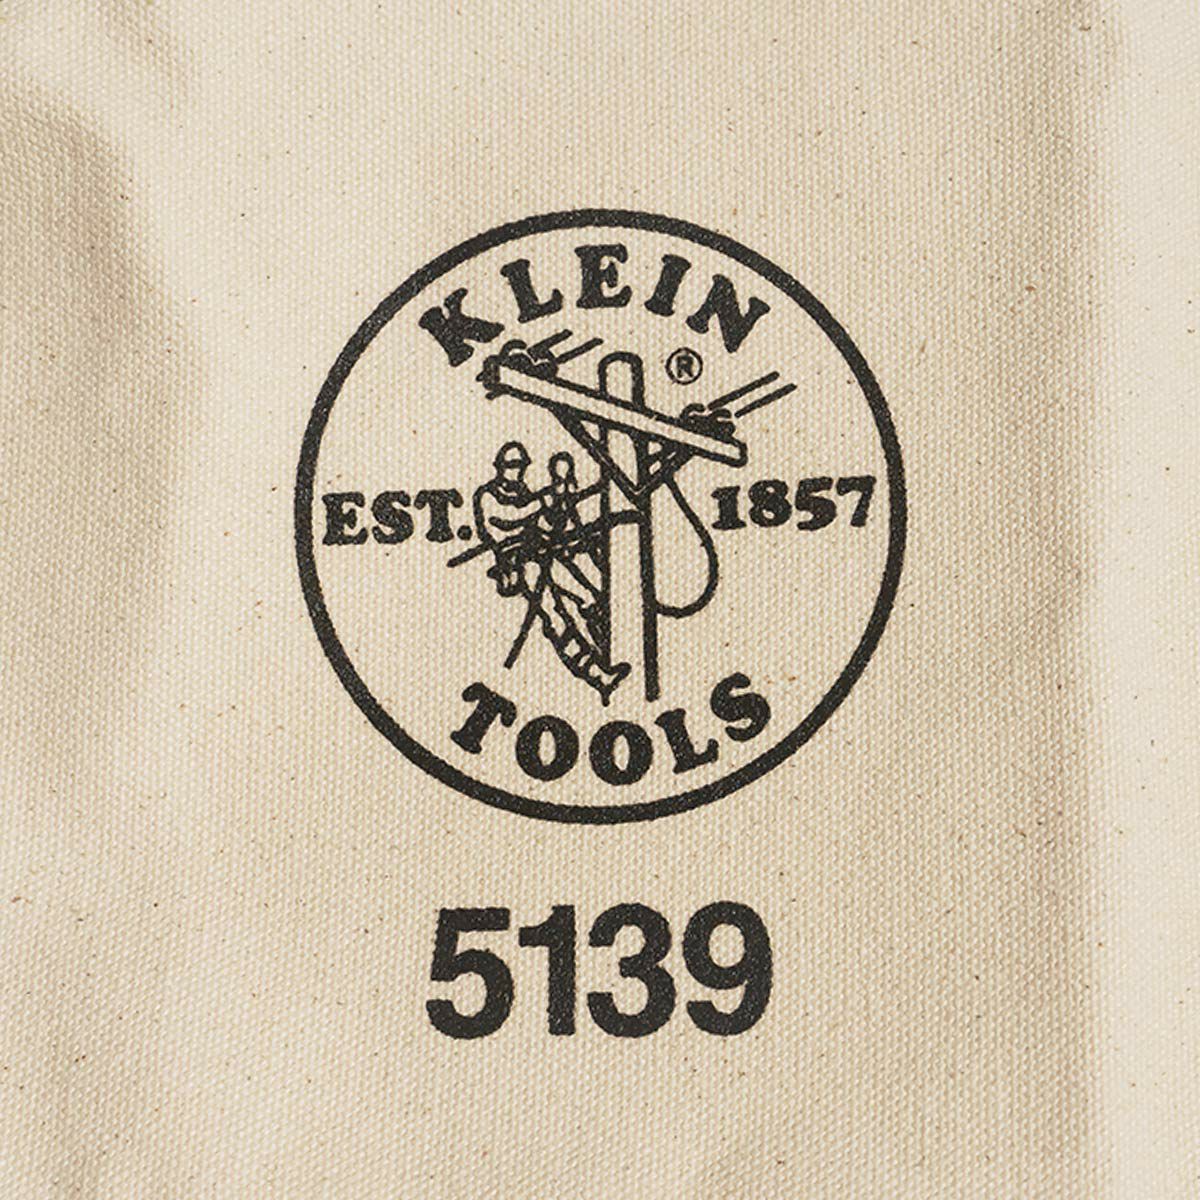 KLEIN
®
EST. 1857
TOOLS
5139